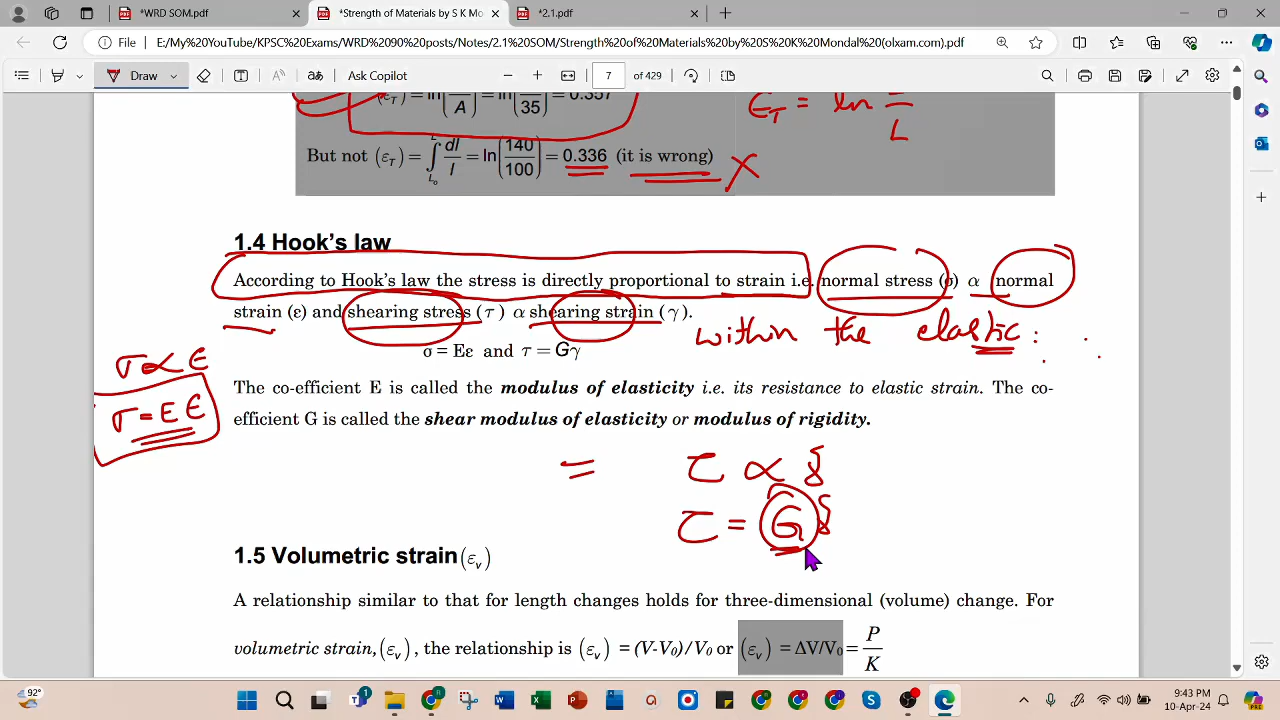 *WRD SOM.pdf
*Strength of Materials by S K Mo
*2.1.pdf
File
E:/My%20YouTube/KPSC%20Exams/WRD%2090%20posts/Notes/2.1%20SOM/Strength%20of%20Materials%20by%20S%20K%20Mondal%20(olxam.com).pdf
Draw
Ask Copilot
7 of 429
(εT) = ln[/A] = ln(/35) = 0.357
ϵT = ln /L
But not (εT) = ∫L₀ dl/l = ln(140/100) = 0.336 (it is wrong) X
1.4 Hook's law
According to Hook's law the stress is directly proportional to strain i.e. normal stress (σ) α normal
strain (ε) and shearing stress (τ) α shearing strain (γ).
within the elastic
σ = Eε and τ = Gγ
σ ∝ ϵ
σ = E ϵ
The co-efficient E is called the modulus of elasticity i.e. its resistance to elastic strain. The co-
efficient G is called the shear modulus of elasticity or modulus of rigidity.
= τ ∝ γ
τ = G γ
1.5 Volumetric strain (εv)
A relationship similar to that for length changes holds for three-dimensional (volume) change. For
volumetric strain, (εv), the relationship is (εv) = (V-V₀)/V₀ or (εv) = ΔV/V₀ = P/K
92°
9:43 PM
10-Apr-24